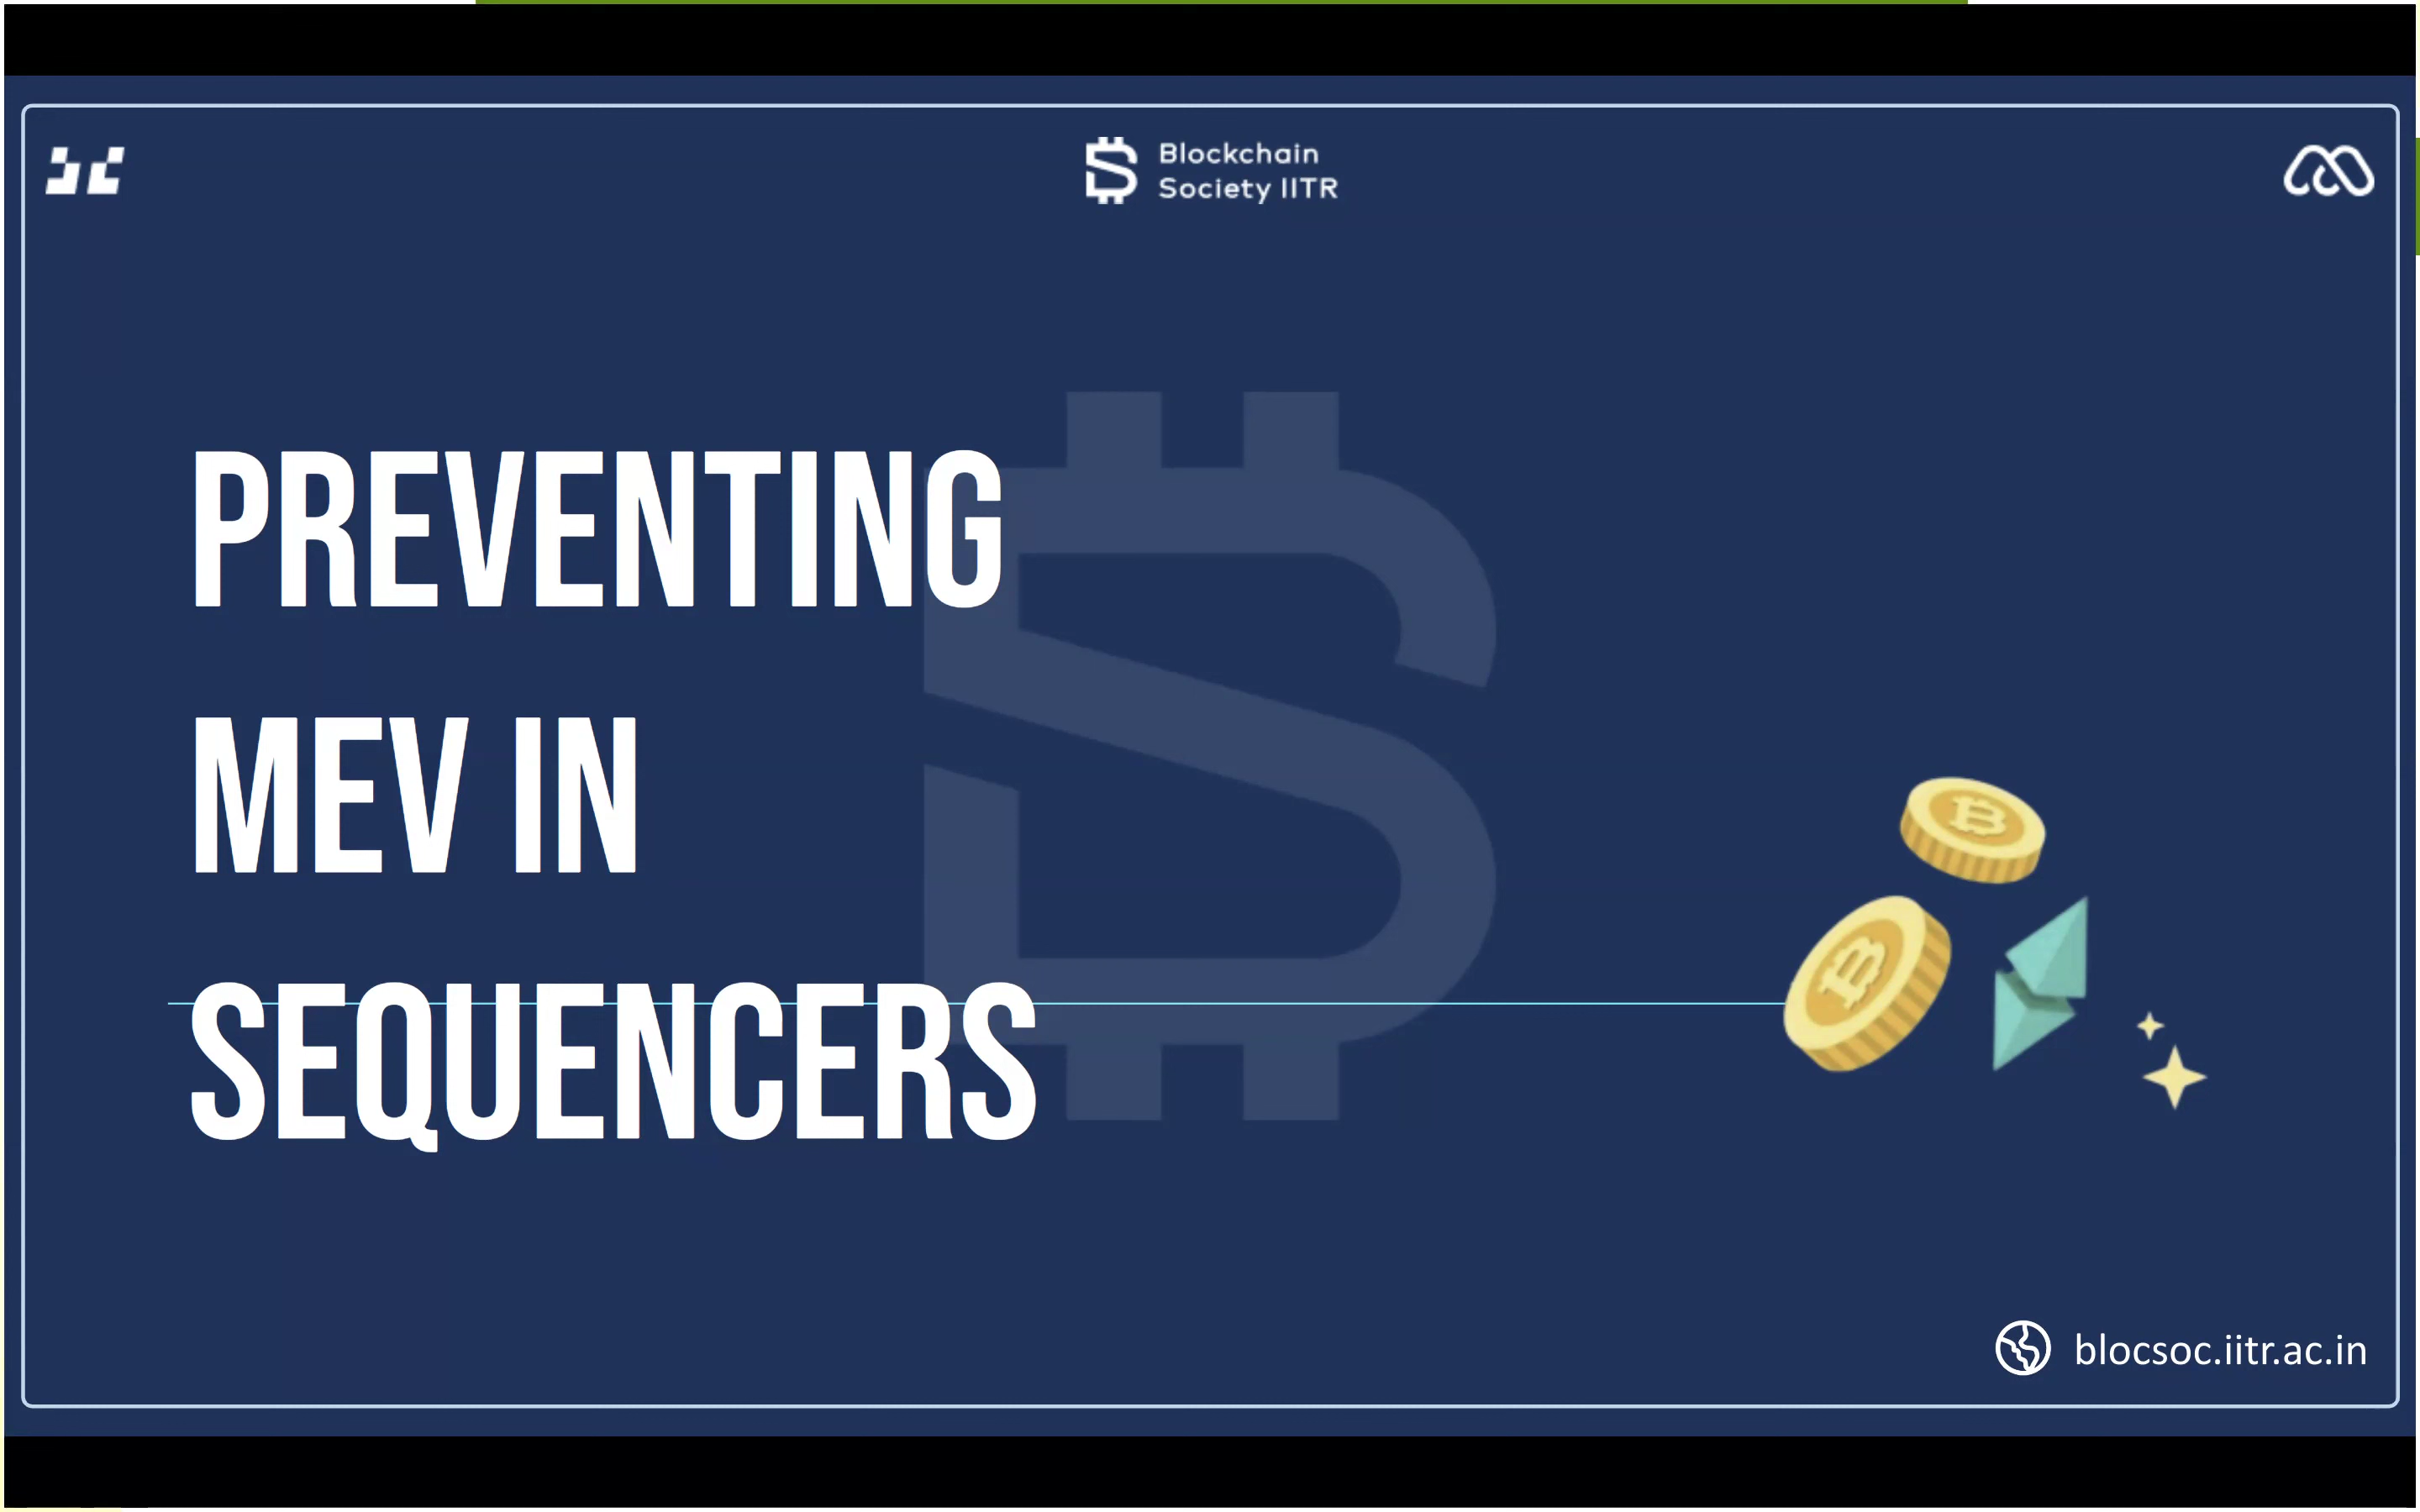 Blockchain
Society IITR
PREVENTING
MEV IN
SEQUENCERS
blocsoc.iitr.ac.in